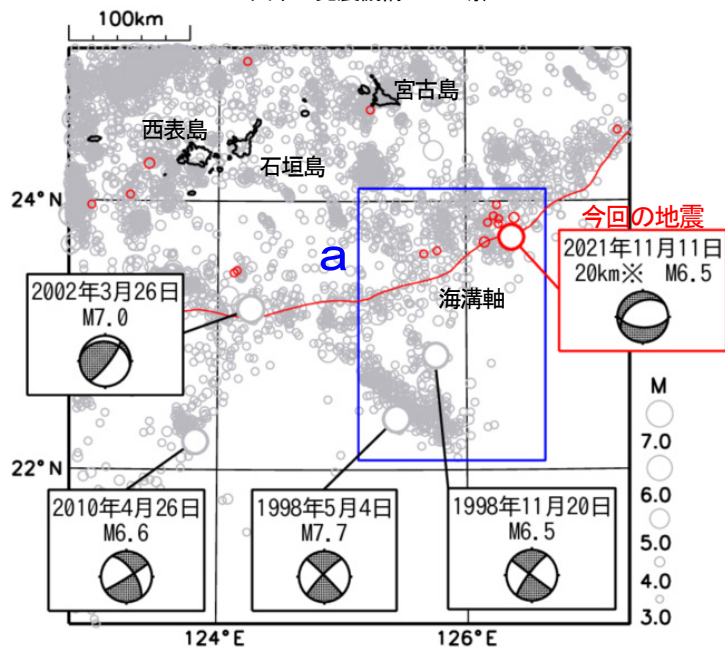 100km
宮古島
西表島
石垣島
24°N
今回の地震
2021年11月11日
20km※ M6.5
a
2002年3月26日
M7.0
海溝軸
M
7.0
6.0
5.0
4.0
3.0
22°N
2010年4月26日
M6.6
1998年5月4日
M7.7
1998年11月20日
M6.5
124°E
126°E